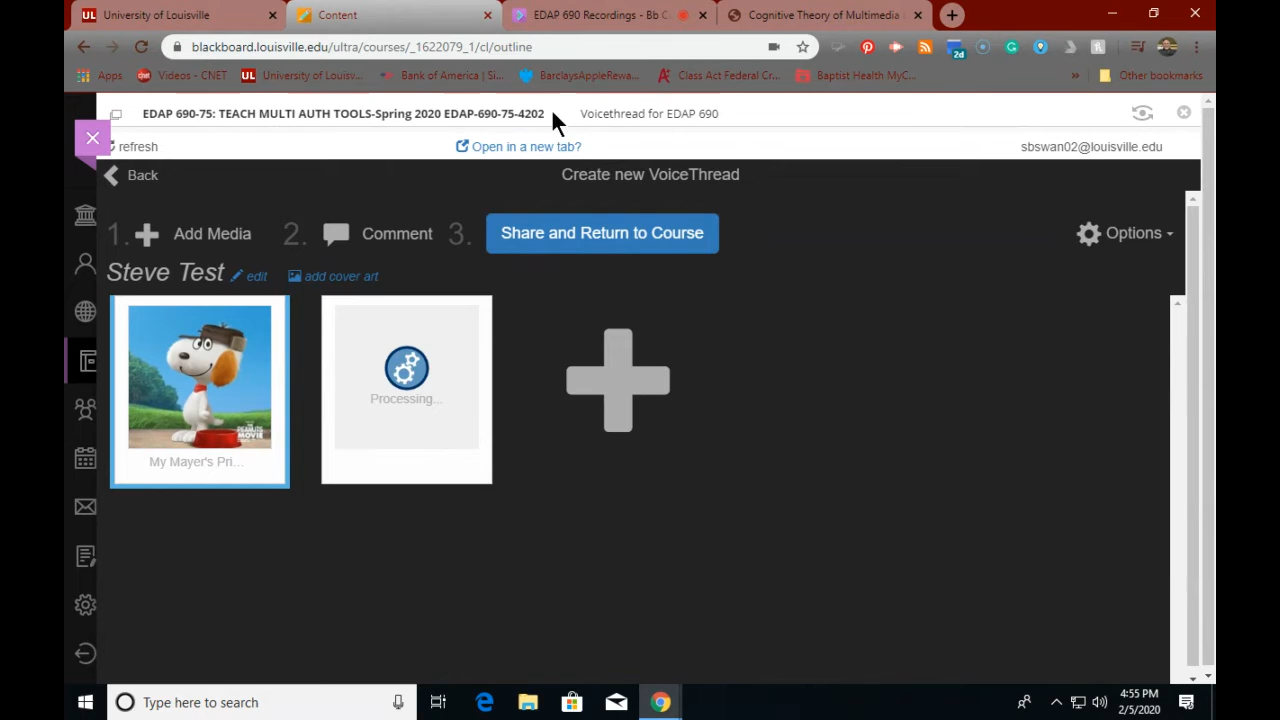 University of Louisville
Content
EDAP 690 Recordings - Bb C
Cognitive Theory of Multimedia
blackboard.louisville.edu/ultra/courses/_1622079_1/cl/outline
2d
Apps
Videos - CNET
University of Louisv...
Bank of America | Si...
BarclaysAppleRewa...
Class Act Federal Cr...
Baptist Health MyC...
»
Other bookmarks
EDAP 690-75: TEACH MULTI AUTH TOOLS-Spring 2020 EDAP-690-75-4202
Voicethread for EDAP 690
refresh
Open in a new tab?
sbswan02@louisville.edu
Back
Create new VoiceThread
1. Add Media
2. Comment
3. Share and Return to Course
Options
Steve Test
edit
add cover art
PEANUTS
MOVIE
Processing...
My Mayer's Pri...
Type here to search
4:55 PM
2/5/2020